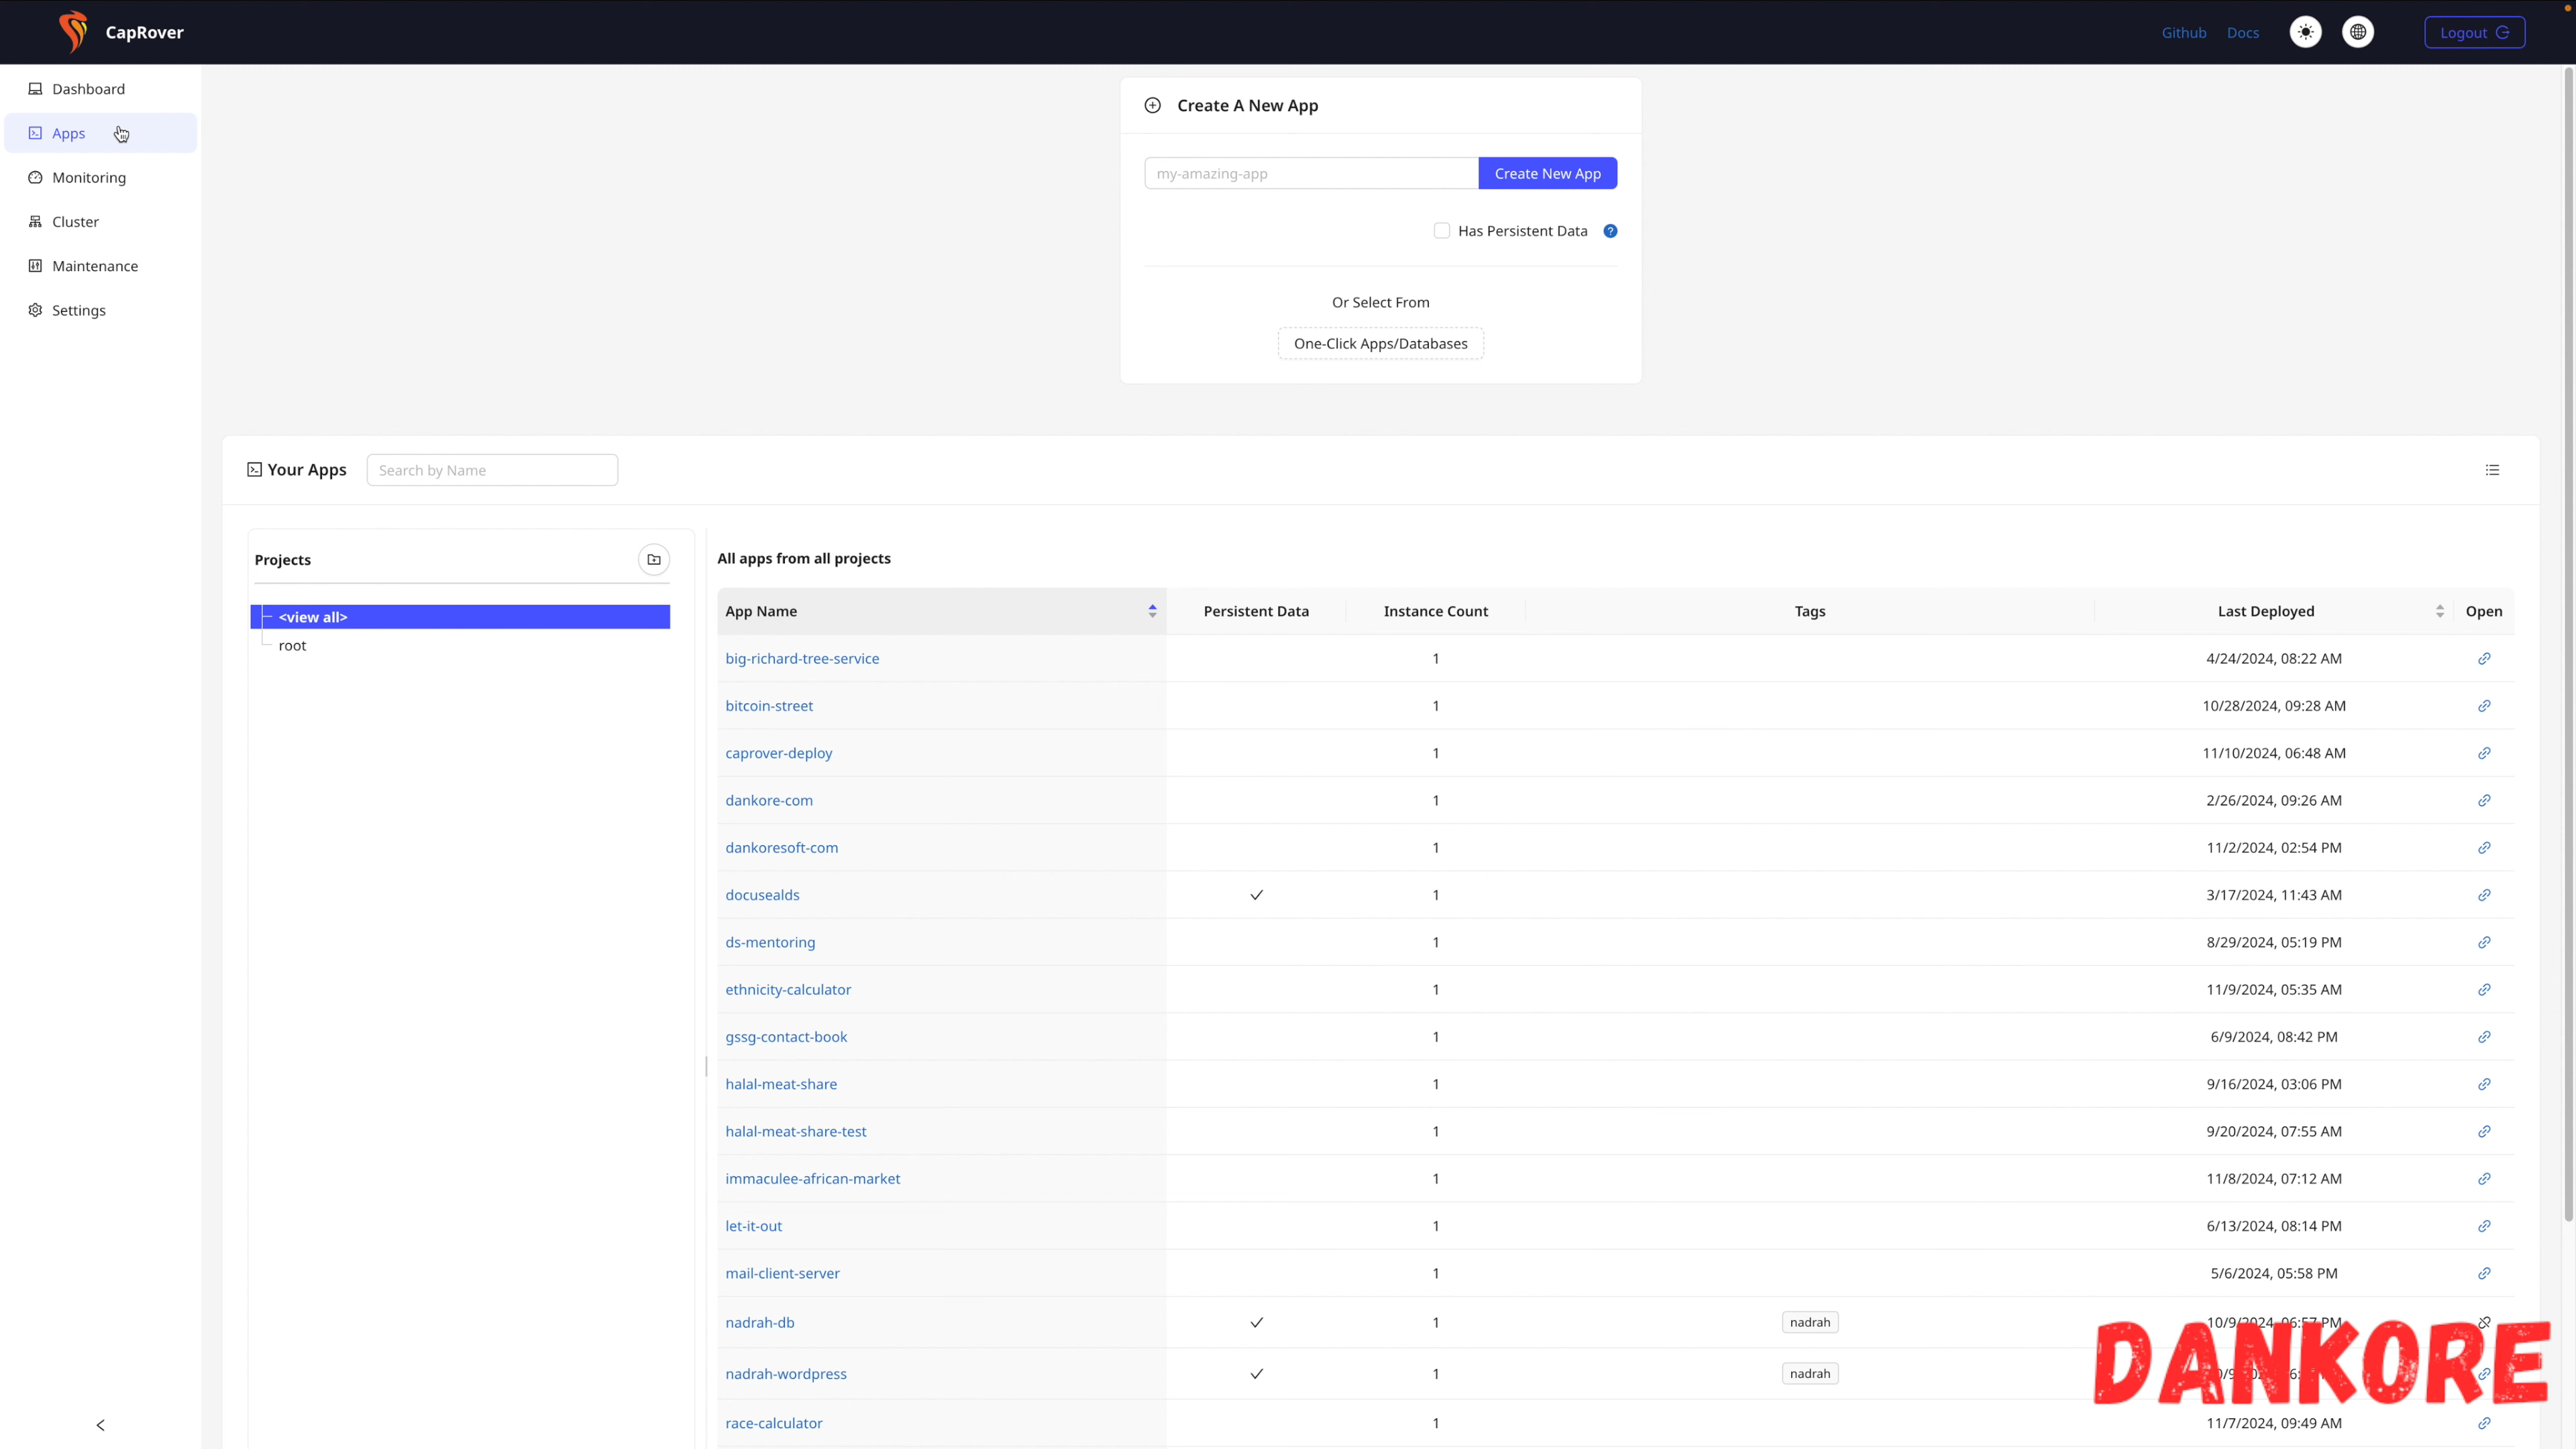 CapRover
Github Docs Logout
Dashboard
Apps
Monitoring
Cluster
Maintenance
Settings
Create A New App
my-amazing-app Create New App
Has Persistent Data ?
Or Select From
One-Click Apps/Databases
Your Apps Search by Name
Projects
<view all>
root
All apps from all projects
App Name Persistent Data Instance Count Tags Last Deployed Open
big-richard-tree-service 1 4/24/2024, 08:22 AM
bitcoin-street 1 10/28/2024, 09:28 AM
caprover-deploy 1 11/10/2024, 06:48 AM
dankore-com 1 2/26/2024, 09:26 AM
dankoresoft-com 1 11/2/2024, 02:54 PM
docusealds 1 3/17/2024, 11:43 AM
ds-mentoring 1 8/29/2024, 05:19 PM
ethnicity-calculator 1 11/9/2024, 05:35 AM
gssg-contact-book 1 6/9/2024, 08:42 PM
halal-meat-share 1 9/16/2024, 03:06 PM
halal-meat-share-test 1 9/20/2024, 07:55 AM
immaculee-african-market 1 11/8/2024, 07:12 AM
let-it-out 1 6/13/2024, 08:14 PM
mail-client-server 1 5/6/2024, 05:58 PM
nadrah-db 1 nadrah 10/9/2024, 06:57 PM
nadrah-wordpress 1 nadrah
race-calculator 1 11/7/2024, 09:49 AM
DANKORE